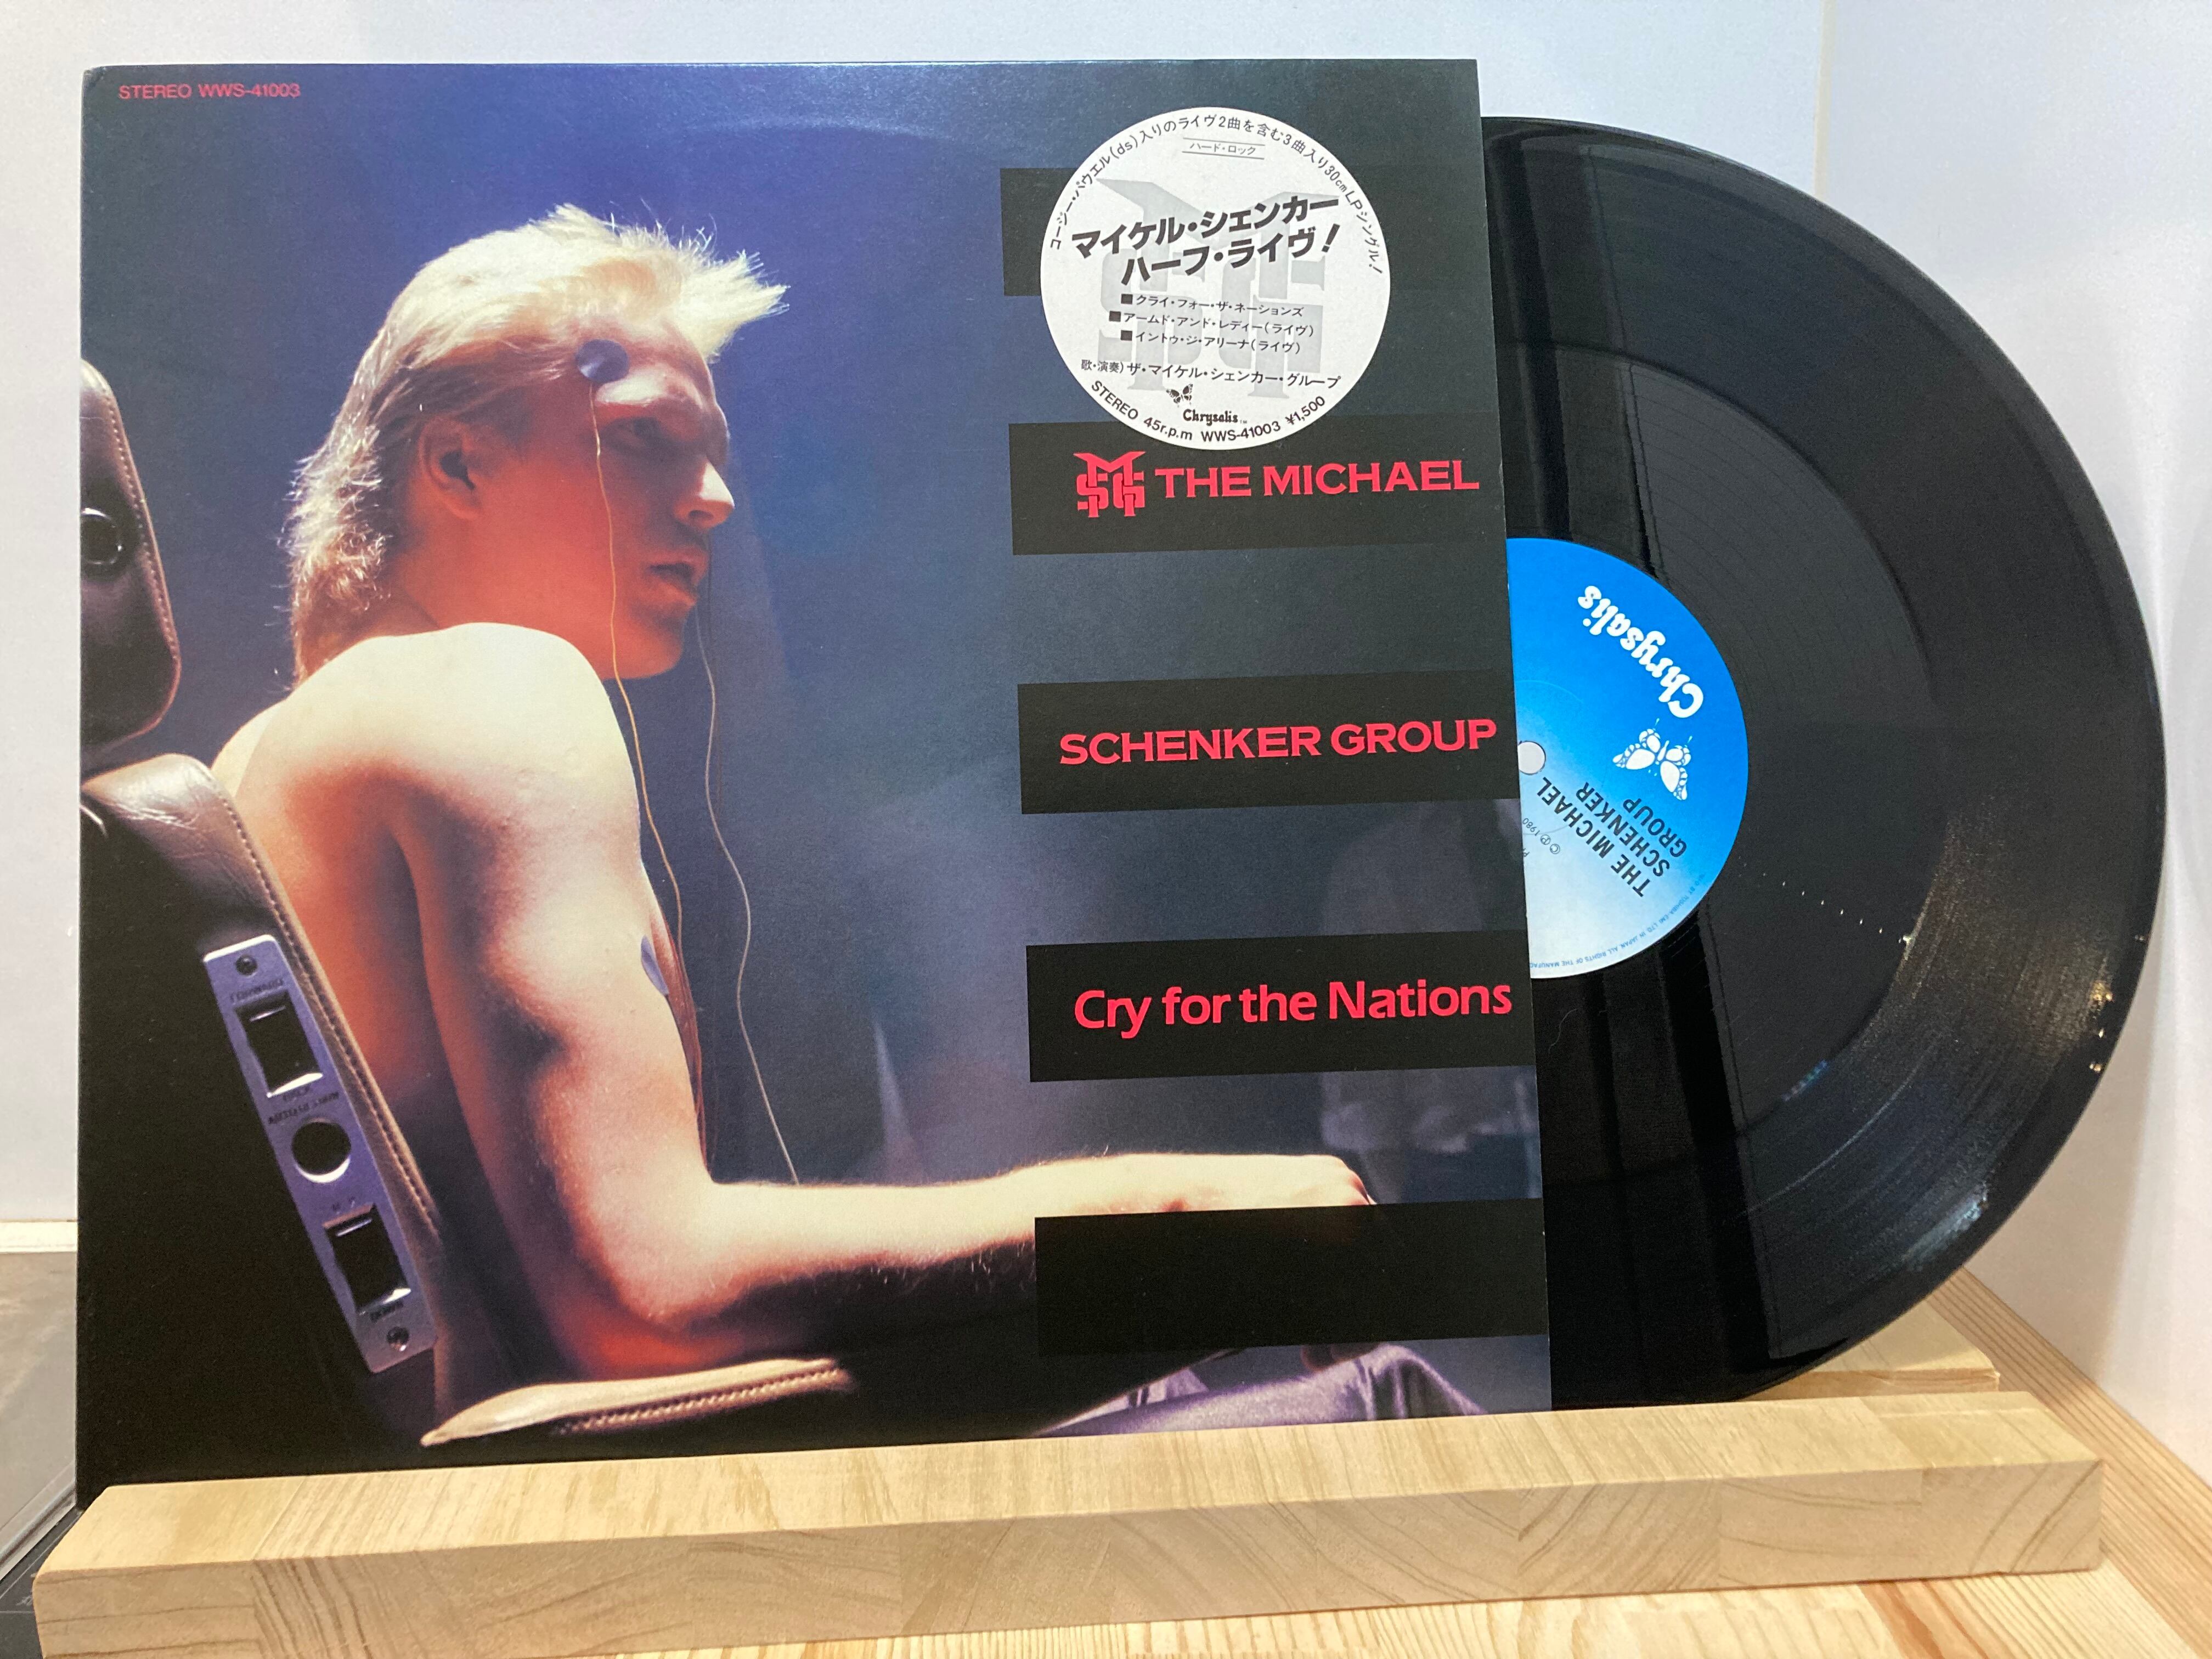 STEREO WWS-41003
コージー・パウエル(ds)入りのライヴ2曲を含む3曲入り30cmLPシングル!
ハード・ロック
マイケル・シェンカー
ハーフ・ライヴ!
■クライ・フォー・ザ・ネーションズ
■アームド・アンド・レディー(ライヴ)
■イントゥ・ジ・アリーナ(ライヴ)
歌・演奏)ザ・マイケル・シェンカー・グループ
Chrysalis
STEREO 45r.p.m WWS-41003 ¥1,500
MSG THE MICHAEL
SCHENKER GROUP
Cry for the Nations
Chrysalis
THE MICHAEL
SCHENKER
GROUP
©℗1980